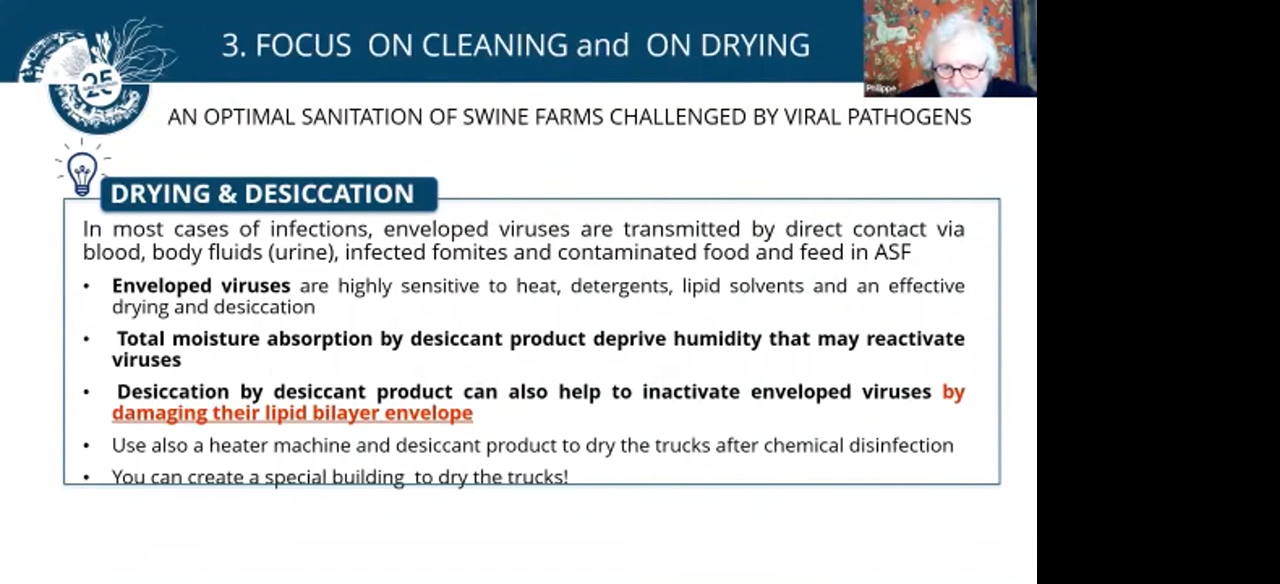 3. FOCUS ON CLEANING and ON DRYING
Philippe
25
AN OPTIMAL SANITATION OF SWINE FARMS CHALLENGED BY VIRAL PATHOGENS
DRYING & DESICCATION
In most cases of infections, enveloped viruses are transmitted by direct contact via
blood, body fluids (urine), infected fomites and contaminated food and feed in ASF
• Enveloped viruses are highly sensitive to heat, detergents, lipid solvents and an effective
drying and desiccation
• Total moisture absorption by desiccant product deprive humidity that may reactivate
viruses
• Desiccation by desiccant product can also help to inactivate enveloped viruses by
damaging their lipid bilayer envelope
• Use also a heater machine and desiccant product to dry the trucks after chemical disinfection
• You can create a special building to dry the trucks!